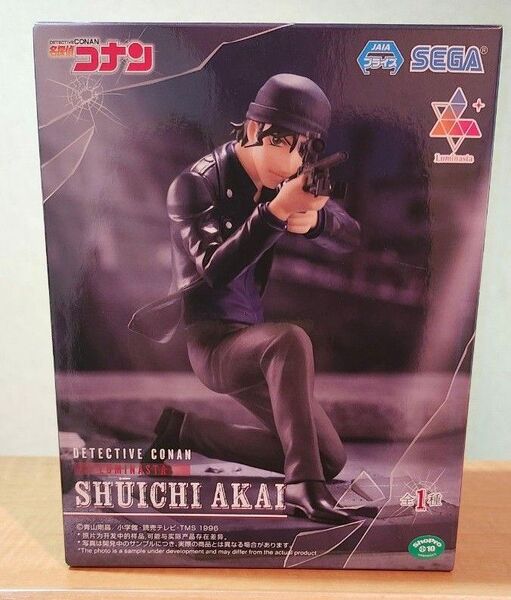 DETECTIVE CONAN
名探偵
コナン
JAIA
プライズ
SEGA®
Luminasta
DETECTIVE CONAN
LUMINASTA
SHŪICHI AKAI
全1種
©青山剛昌／小学館・読売テレビ・TMS 1996
*照片为开发中的样品,可能与实际产品存在差异。
*写真は開発中のサンプルにつき、実際の商品とは異なる場合があります。
*The photo is a sample under development and may differ from the actual product
ShoPro
10